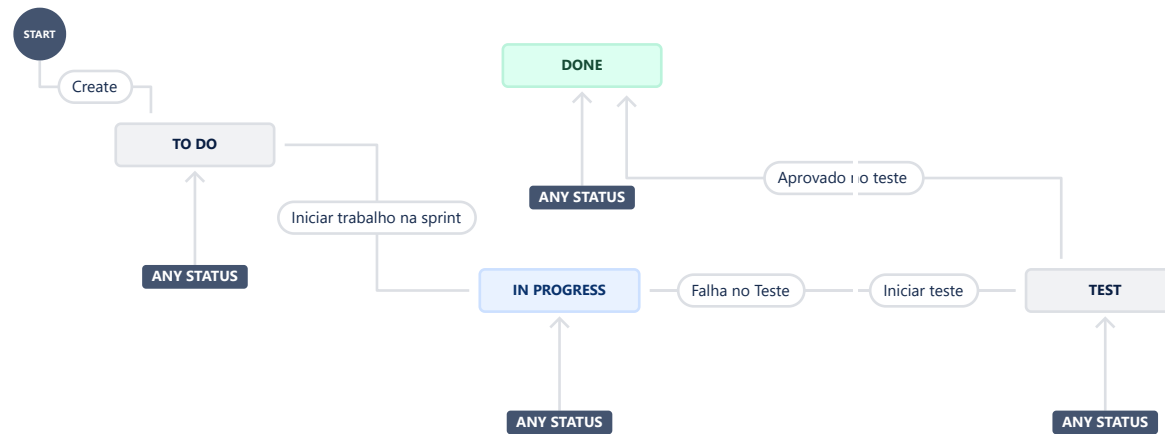 START
Create
DONE
TO DO
Aprovado no teste
ANY STATUS
Iniciar trabalho na sprint
ANY STATUS
IN PROGRESS
Falha no Teste
Iniciar teste
TEST
ANY STATUS
ANY STATUS